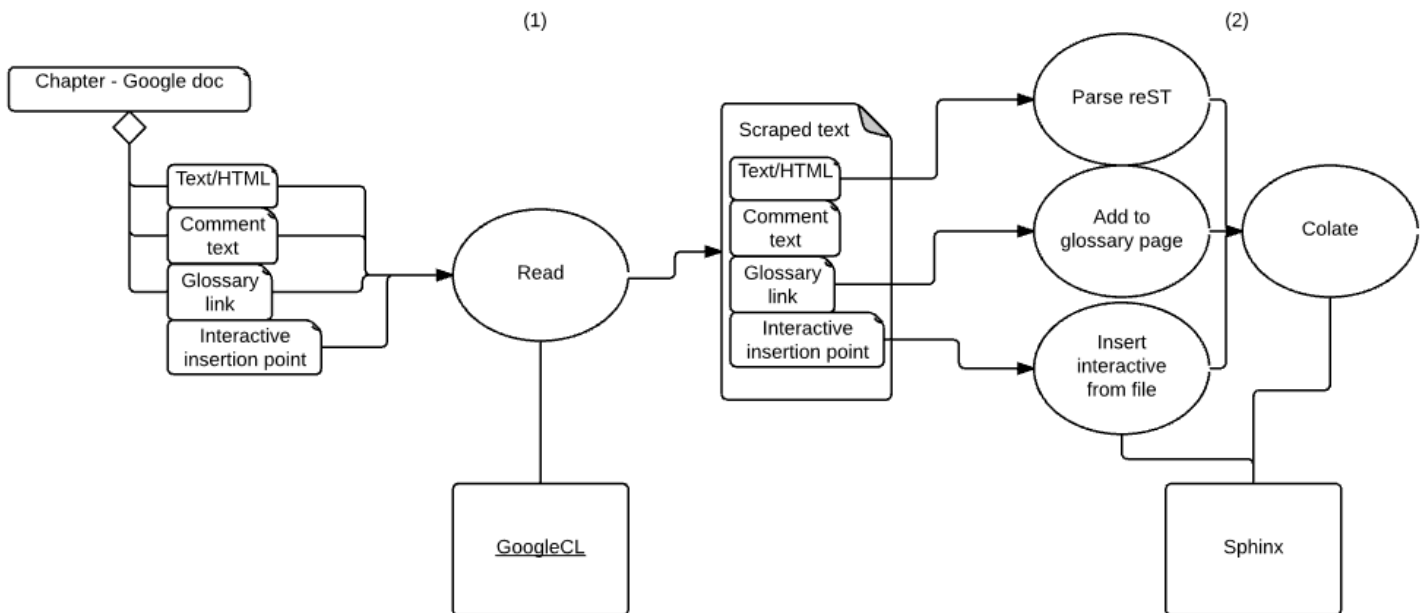 (1)
(2)
Chapter - Google doc
Text/HTML
Comment
text
Glossary
link
Interactive
insertion point
Read
GoogleCL
Scraped text
Text/HTML
Comment
text
Glossary
link
Interactive
insertion point
Parse reST
Add to
glossary page
Insert
interactive
from file
Colate
Sphinx